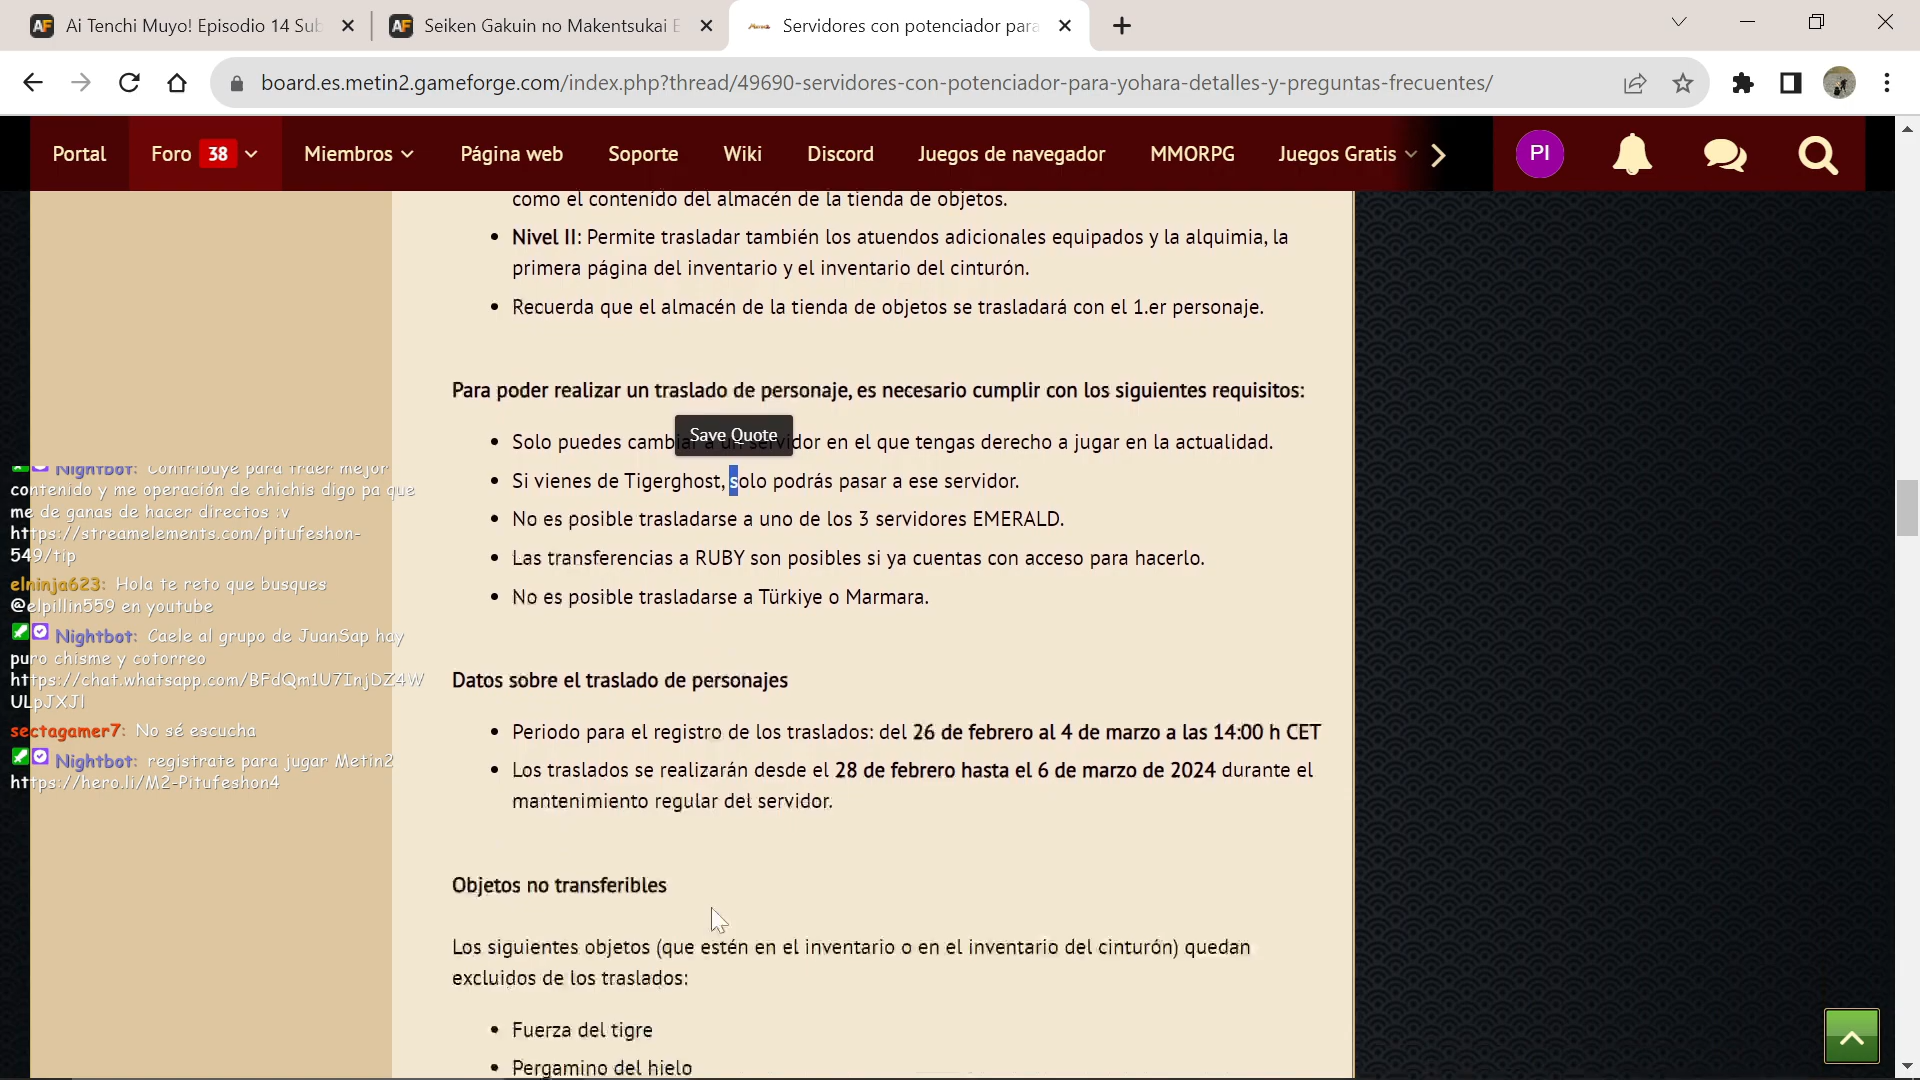 Ai Tenchi Muyo! Episodio 14 Sub
Seiken Gakuin no Makentsukai E
Servidores con potenciador para
board.es.metin2.gameforge.com/index.php?thread/49690-servidores-con-potenciador-para-yohara-detalles-y-preguntas-frecuentes/
Portal
Foro 38
Miembros
Página web
Soporte
Wiki
Discord
Juegos de navegador
MMORPG
Juegos Gratis
PI
como el contenido del almacén de la tienda de objetos.
Nivel II: Permite trasladar también los atuendos adicionales equipados y la alquimia, la
primera página del inventario y el inventario del cinturón.
Recuerda que el almacén de la tienda de objetos se trasladará con el 1.er personaje.
Para poder realizar un traslado de personaje, es necesario cumplir con los siguientes requisitos:
Save Quote
Solo puedes cambiar a un servidor en el que tengas derecho a jugar en la actualidad.
Si vienes de Tigerghost, solo podrás pasar a ese servidor.
No es posible trasladarse a uno de los 3 servidores EMERALD.
Las transferencias a RUBY son posibles si ya cuentas con acceso para hacerlo.
No es posible trasladarse a Türkiye o Marmara.
Datos sobre el traslado de personajes
Periodo para el registro de los traslados: del 26 de febrero al 4 de marzo a las 14:00 h CET
Los traslados se realizarán desde el 28 de febrero hasta el 6 de marzo de 2024 durante el
mantenimiento regular del servidor.
Objetos no transferibles
Los siguientes objetos (que estén en el inventario o en el inventario del cinturón) quedan
excluidos de los traslados:
Fuerza del tigre
Pergamino del hielo
Nightbot: Contribuye para traer mejor
contenido y me operación de chichis digo pa que
me de ganas de hacer directos :v
https://streamelements.com/pitufeshon-
549/tip
elninja623: Hola te reto que busques
@elpillin559 en youtube
Nightbot: Caele al grupo de JuanSap hay
puro chisme y cotorreo
https://chat.whatsapp.com/BFdQm1U7InjDZ4W
ULpJXJl
sectagamer7: No sé escucha
Nightbot: registrate para jugar Metin2
https://hero.li/M2-Pitufeshon4